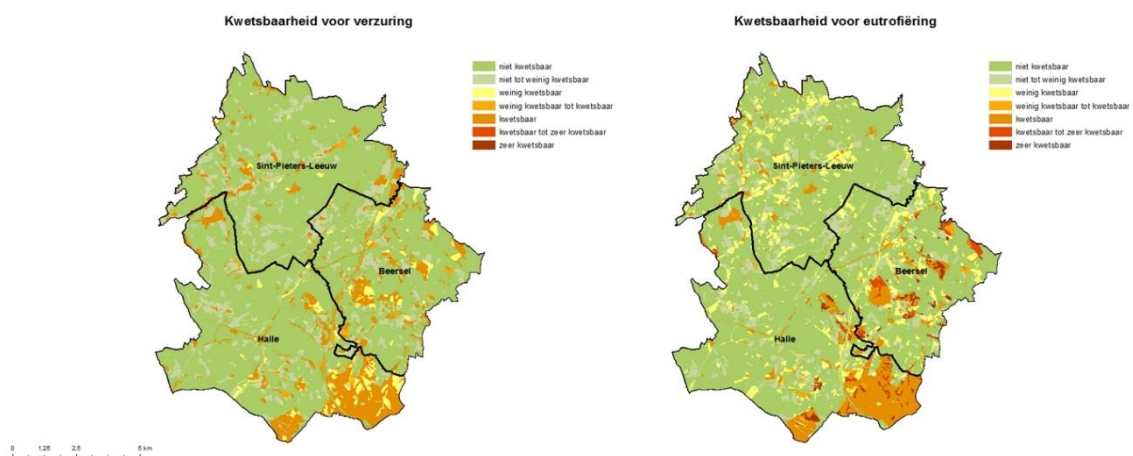 Kwetsbaarheid voor verzuring
niet kwetsbaar
niet tot weinig kwetsbaar
weinig kwetsbaar
weinig kwetsbaar tot kwetsbaar
kwetsbaar
kwetsbaar tot zeer kwetsbaar
zeer kwetsbaar
Sint-Pieters-Leeuw
Beersel
Halle
0 1,25 2,5 5 km
Kwetsbaarheid voor eutrofiëring
niet kwetsbaar
niet tot weinig kwetsbaar
weinig kwetsbaar
weinig kwetsbaar tot kwetsbaar
kwetsbaar
kwetsbaar tot zeer kwetsbaar
zeer kwetsbaar
Sint-Pieters-Leeuw
Beersel
Halle